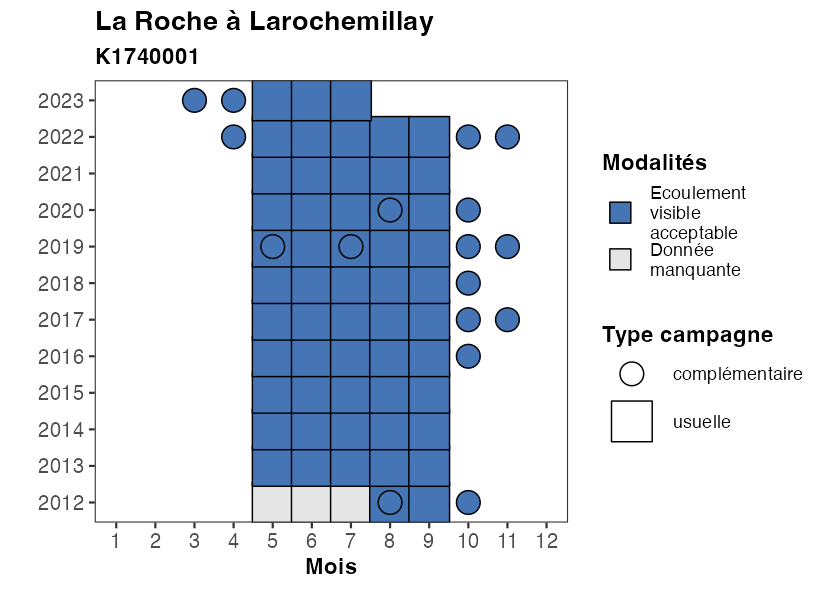 La Roche à Larochemillay
K1740001
2023
2022
2021
2020
2019
2018
2017
2016
2015
2014
2013
2012
1 2 3 4 5 6 7 8 9 10 11 12
Mois
Modalités
Ecoulement
visible
acceptable
Donnée
manquante
Type campagne
complémentaire
usuelle